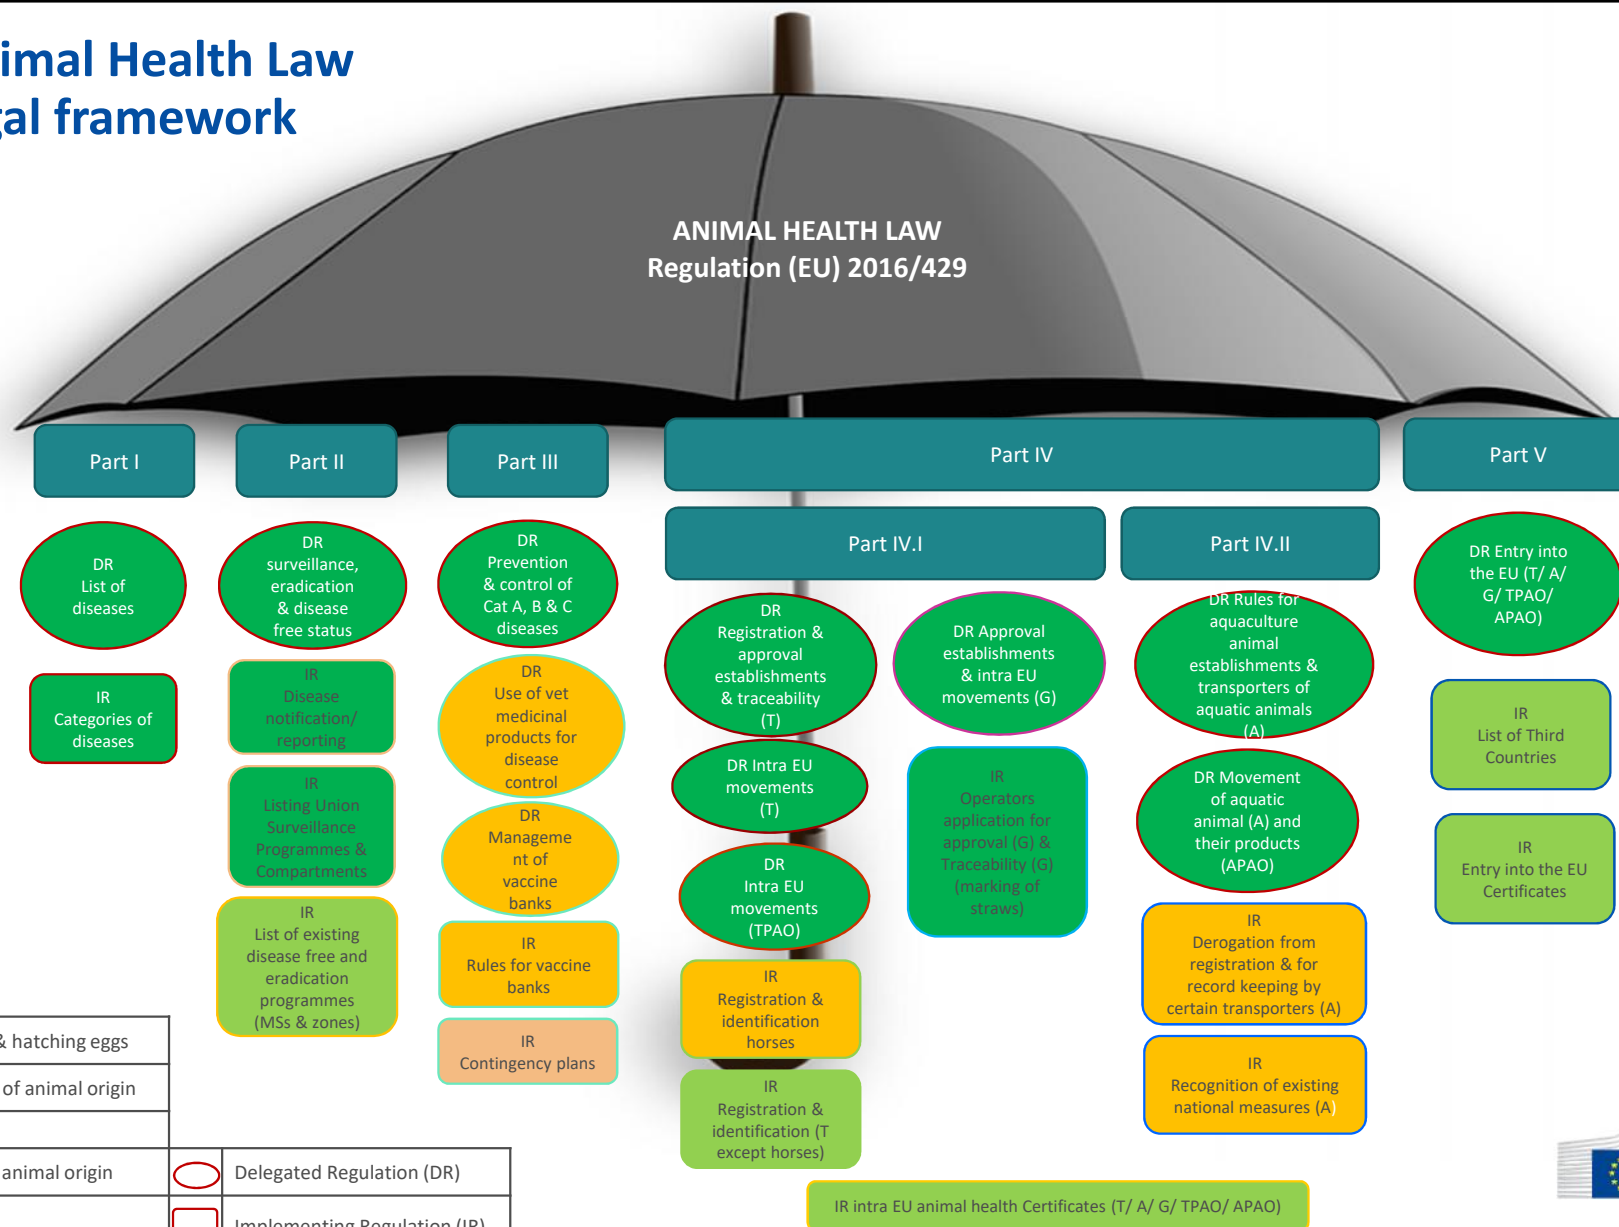 imal Health Law
gal framework
ANIMAL HEALTH LAW
Regulation (EU) 2016/429
Part I
Part II
Part III
Part IV
Part V
Part IV.I
Part IV.II
DR
List of
diseases
IR
Categories of
diseases
DR
surveillance,
eradication
& disease
free status
IR
Disease
notification/
reporting
IR
Listing Union
Surveillance
Programmes &
Compartments
IR
List of existing
disease free and
eradication
programmes
(MSs & zones)
DR
Prevention
& control of
Cat A, B & C
diseases
DR
Use of vet
medicinal
products for
disease
control
DR
Manageme
nt of
vaccine
banks
IR
Rules for vaccine
banks
IR
Contingency plans
DR
Registration &
approval
establishments
& traceability
(T)
DR Intra EU
movements
(T)
DR
Intra EU
movements
(TPAO)
IR
Registration &
identification
horses
IR
Registration &
identification (T
except horses)
DR Approval
establishments
& intra EU
movements (G)
IR
Operators
application for
approval (G) &
Traceability (G)
(marking of
straws)
DR Rules for
aquaculture
animal
establishments &
transporters of
aquatic animals
(A)
DR Movement
of aquatic
animal (A) and
their products
(APAO)
IR
Derogation from
registration & for
record keeping by
certain transporters (A)
IR
Recognition of existing
national measures (A)
DR Entry into
the EU (T/ A/
G/ TPAO/
APAO)
IR
List of Third
Countries
IR
Entry into the EU
Certificates
IR intra EU animal health Certificates (T/ A/ G/ TPAO/ APAO)
& hatching eggs
of animal origin
animal origin
Delegated Regulation (DR)
Implementing Regulation (IR)